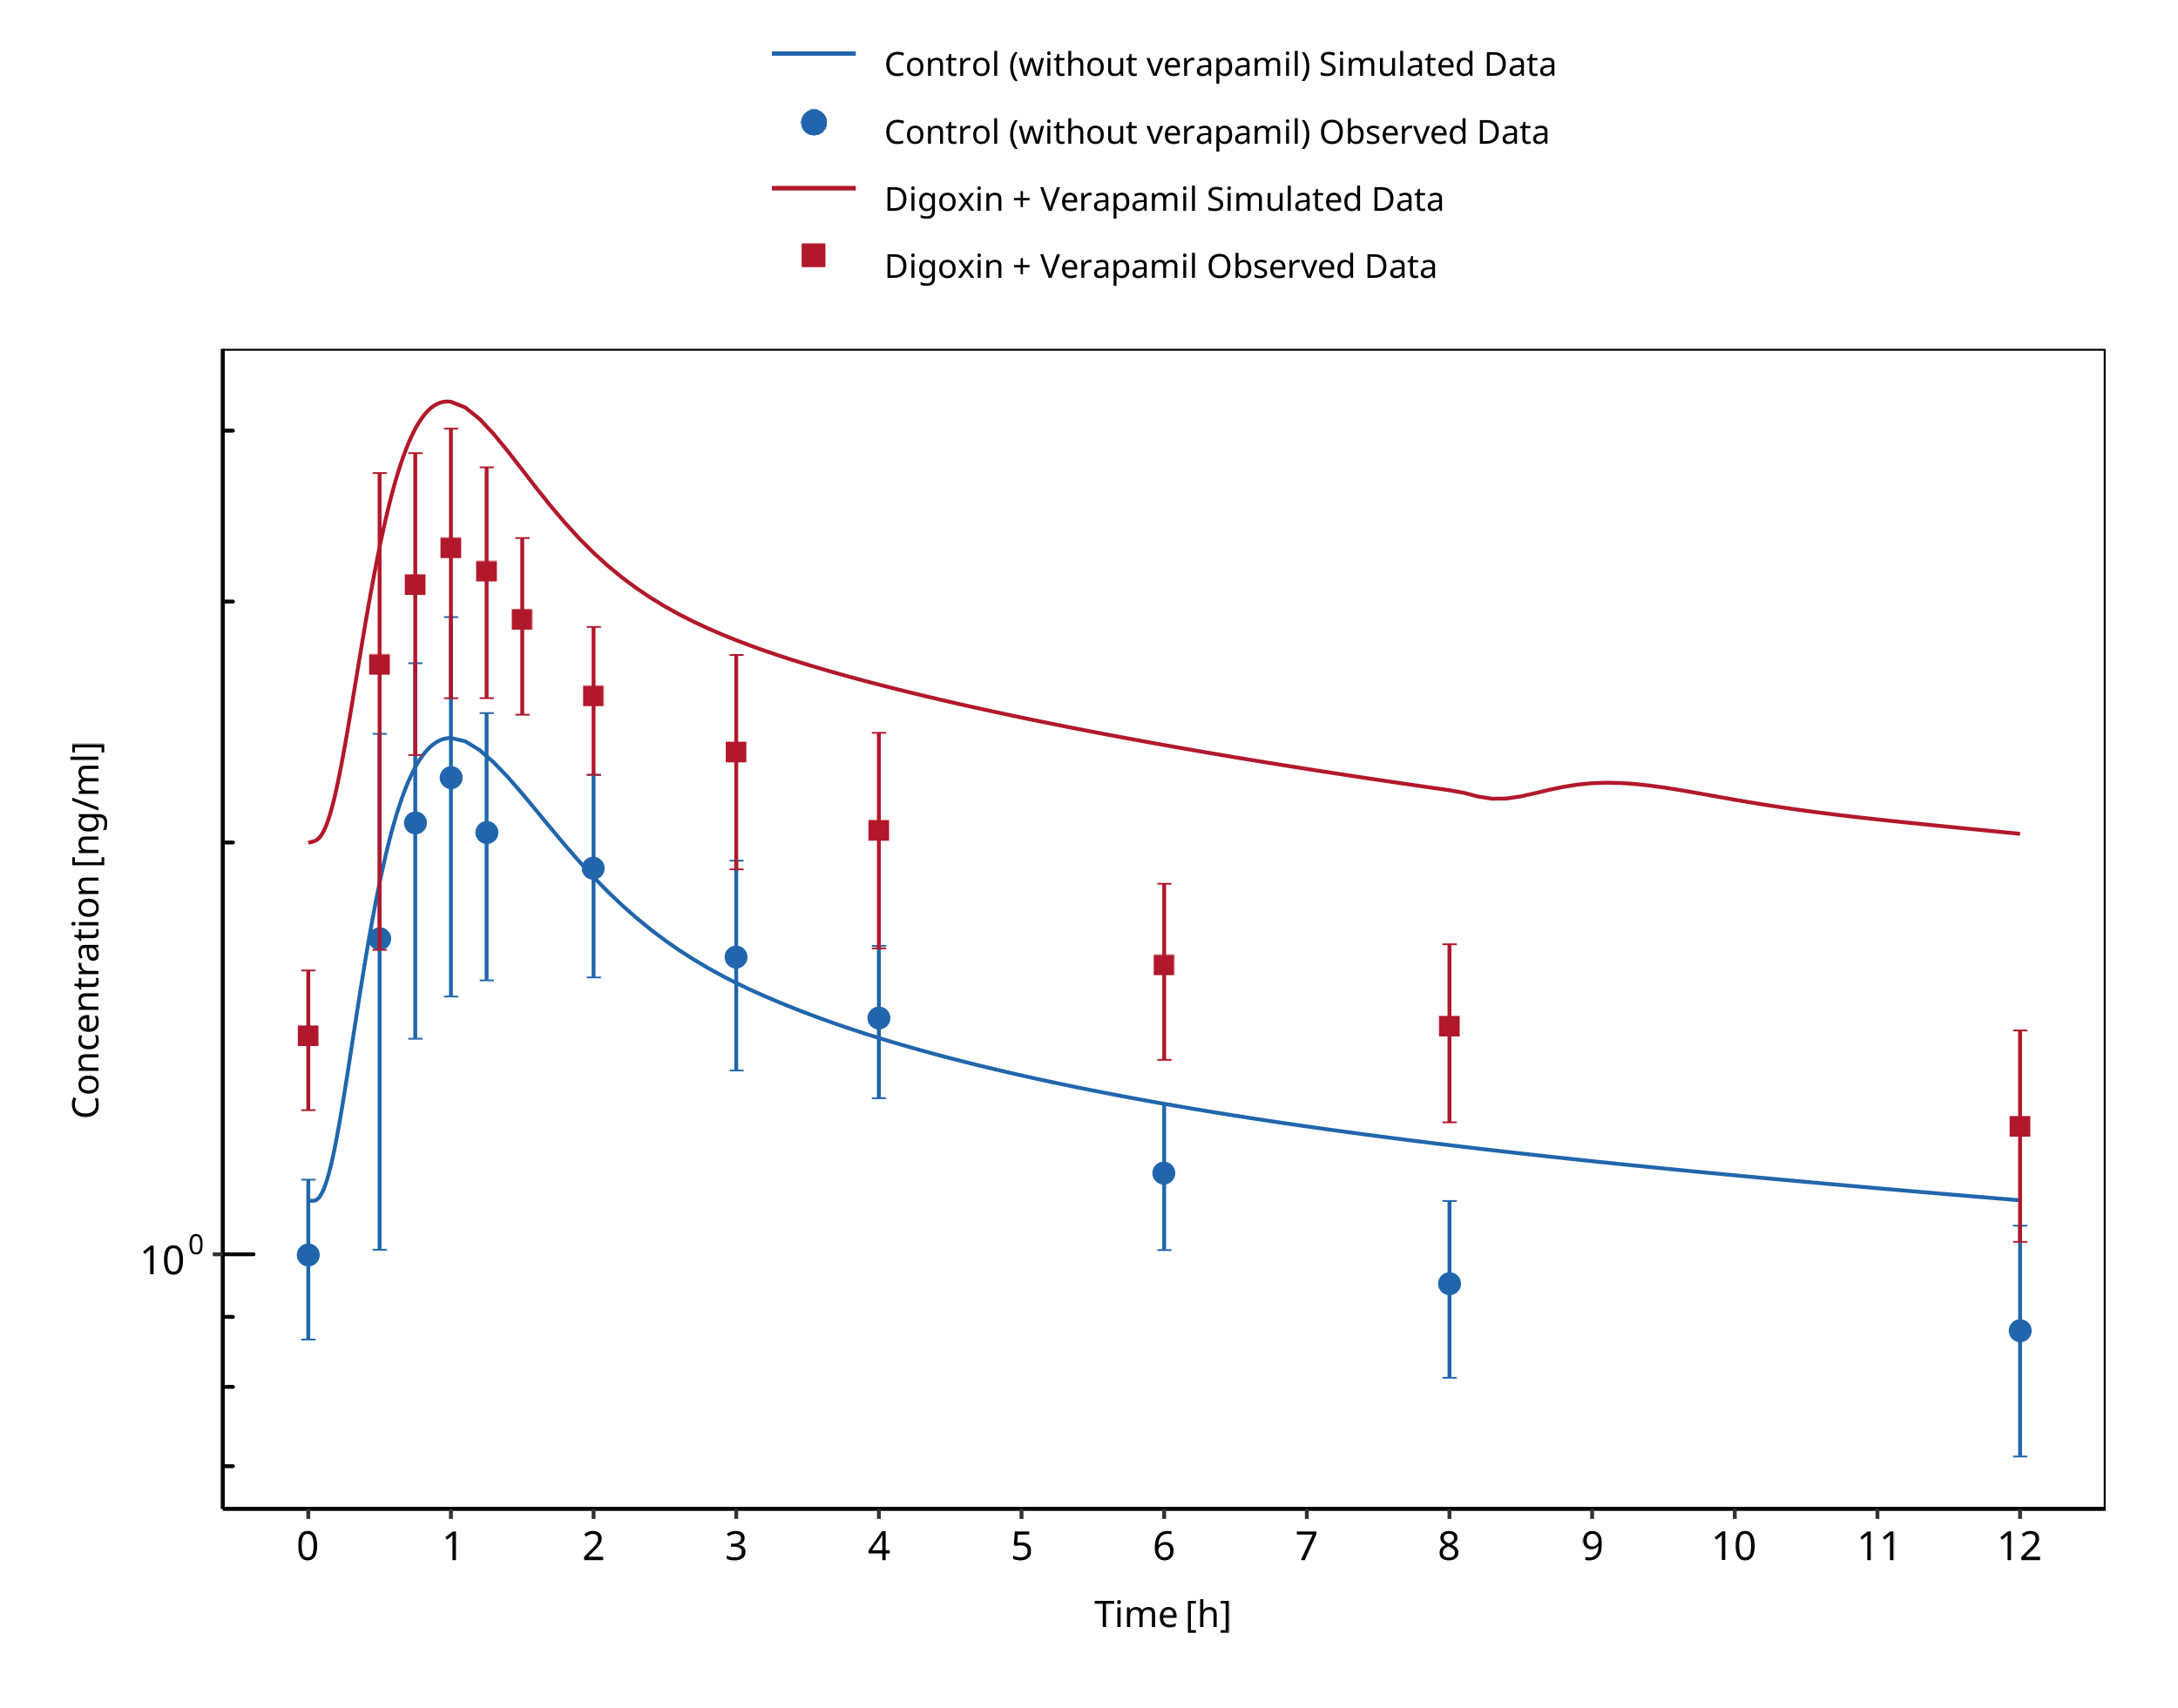 Control (without verapamil) Simulated Data
Control (without verapamil) Observed Data
Digoxin + Verapamil Simulated Data
Digoxin + Verapamil Observed Data
Concentration [ng/ml]
10⁰
0 1 2 3 4 5 6 7 8 9 10 11 12
Time [h]